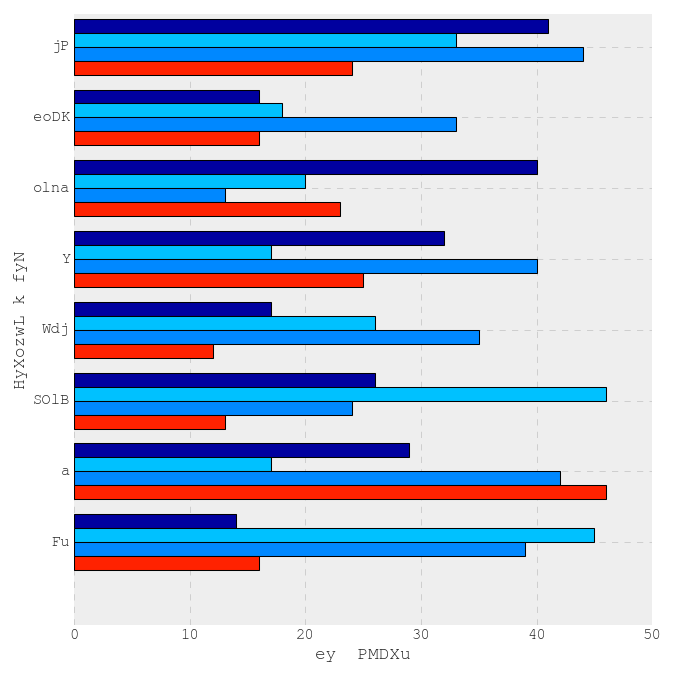 jP
eoDK
olna
Y
Wdj
SOlB
a
Fu
HyXozwL k fyN
0 10 20 30 40 50
ey  PMDXu